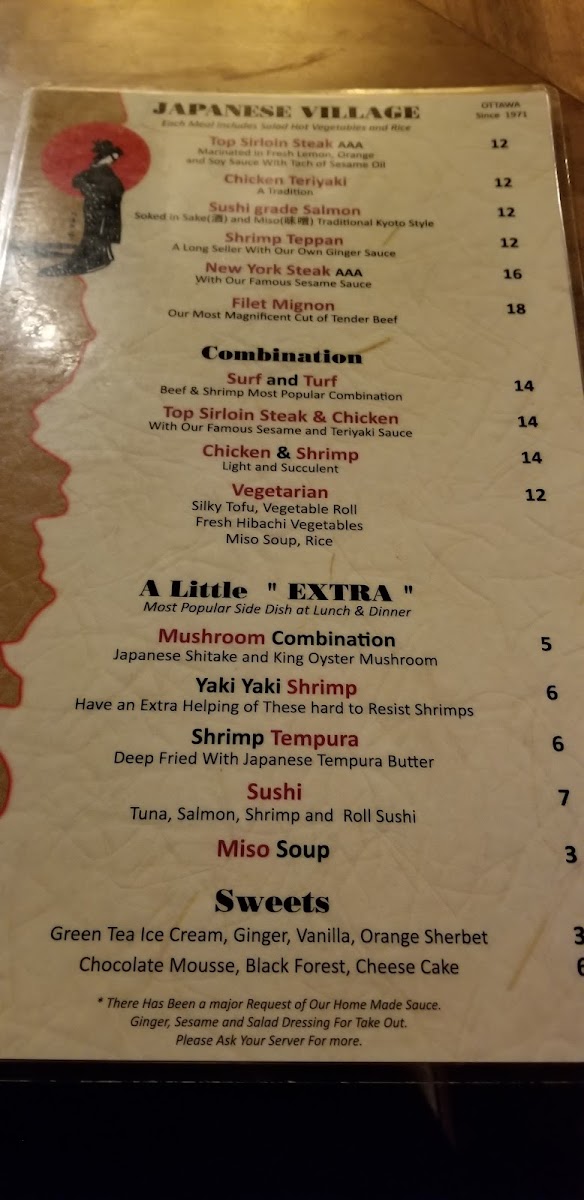 JAPANESE VILLAGE
OTTAWA
Since 1971
Each Meal includes Salad Hot Vegetables and Rice
Top Sirloin Steak AAA 12
Marinated in Fresh Lemon, Orange
and Soy Sauce With Tach of Sesame Oil
Chicken Teriyaki 12
A Tradition
Sushi grade Salmon 12
Soked in Sake(酒) and Miso(味噌) Traditional Kyoto Style
Shrimp Teppan 12
A Long Seller With Our Own Ginger Sauce
New York Steak AAA 16
With Our Famous Sesame Sauce
Filet Mignon 18
Our Most Magnificent Cut of Tender Beef
Combination
Surf and Turf 14
Beef & Shrimp Most Popular Combination
Top Sirloin Steak & Chicken 14
With Our Famous Sesame and Teriyaki Sauce
Chicken & Shrimp 14
Light and Succulent
Vegetarian 12
Silky Tofu, Vegetable Roll
Fresh Hibachi Vegetables
Miso Soup, Rice
A Little " EXTRA "
Most Popular Side Dish at Lunch & Dinner
Mushroom Combination 5
Japanese Shitake and King Oyster Mushroom
Yaki Yaki Shrimp 6
Have an Extra Helping of These hard to Resist Shrimps
Shrimp Tempura 6
Deep Fried With Japanese Tempura Butter
Sushi 7
Tuna, Salmon, Shrimp and Roll Sushi
Miso Soup 3
Sweets
Green Tea Ice Cream, Ginger, Vanilla, Orange Sherbet 3
Chocolate Mousse, Black Forest, Cheese Cake 6
* There Has Been a major Request of Our Home Made Sauce.
Ginger, Sesame and Salad Dressing For Take Out.
Please Ask Your Server For more.